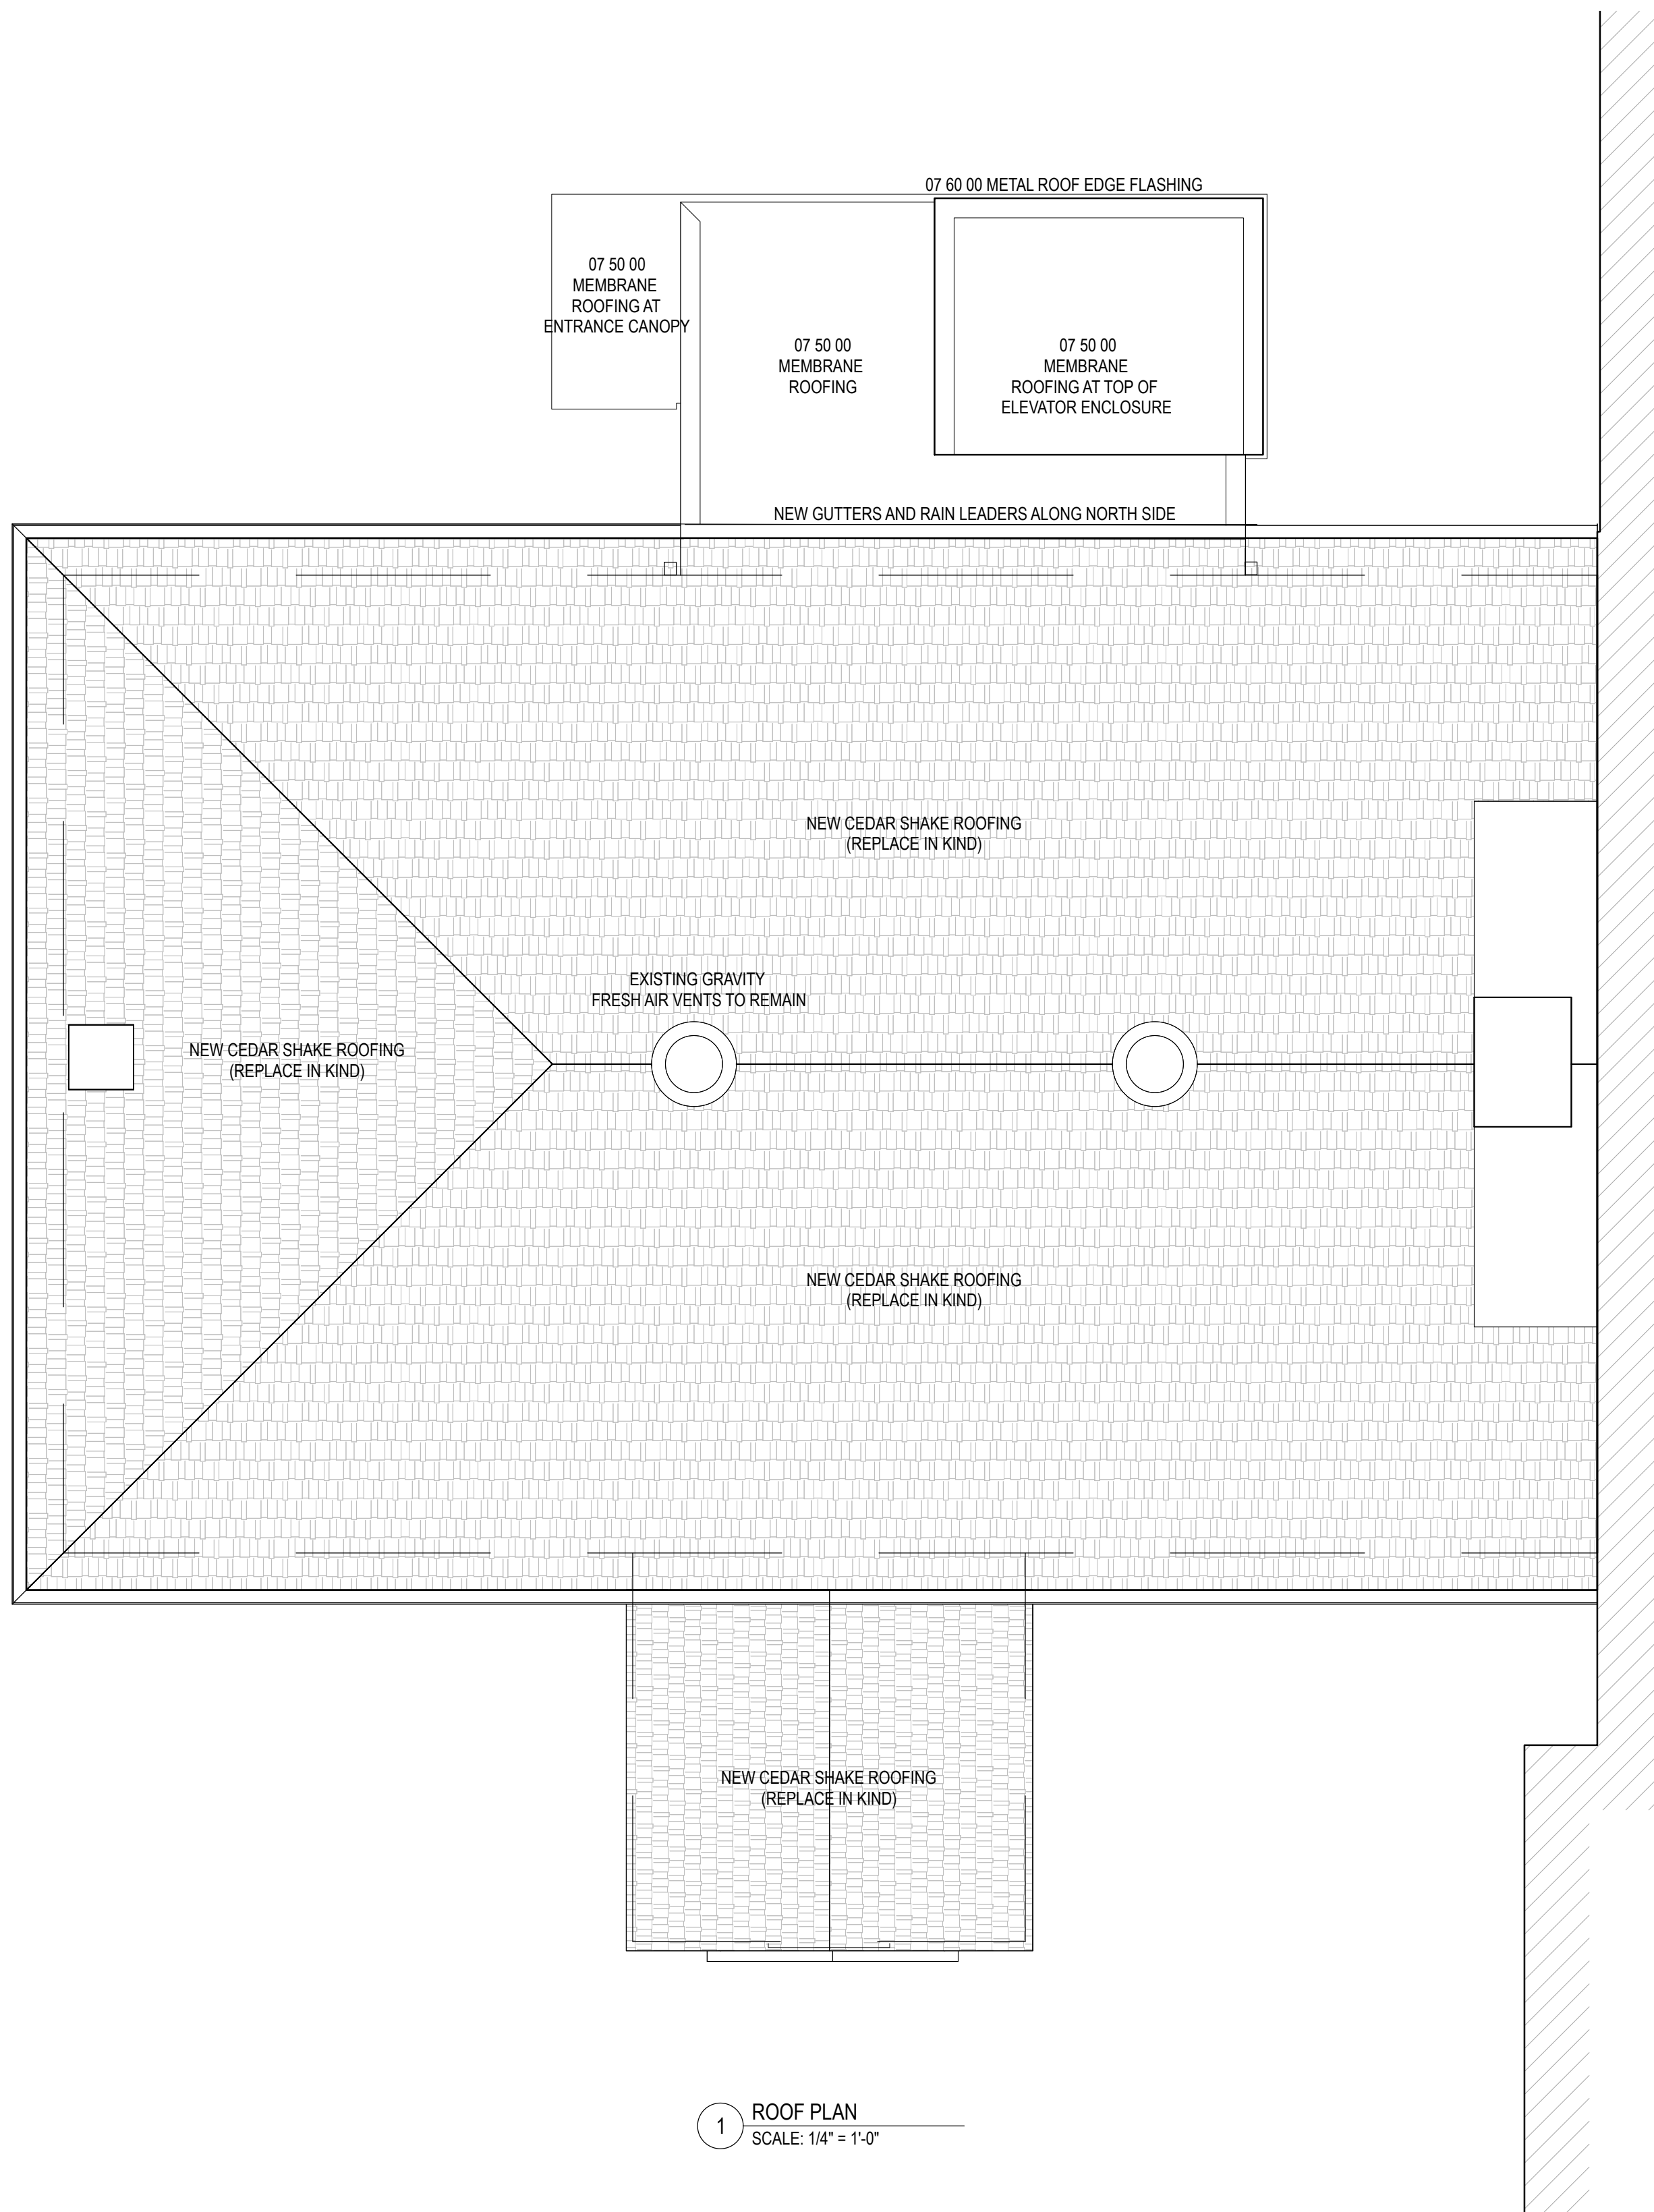 07 60 00 METAL ROOF EDGE FLASHING
07 50 00
MEMBRANE
ROOFING AT
ENTRANCE CANOPY
07 50 00
MEMBRANE
ROOFING
07 50 00
MEMBRANE
ROOFING AT TOP OF
ELEVATOR ENCLOSURE
NEW GUTTERS AND RAIN LEADERS ALONG NORTH SIDE
NEW CEDAR SHAKE ROOFING
(REPLACE IN KIND)
EXISTING GRAVITY
FRESH AIR VENTS TO REMAIN
NEW CEDAR SHAKE ROOFING
(REPLACE IN KIND)
NEW CEDAR SHAKE ROOFING
(REPLACE IN KIND)
NEW CEDAR SHAKE ROOFING
(REPLACE IN KIND)
1
ROOF PLAN
SCALE: 1/4" = 1'-0"